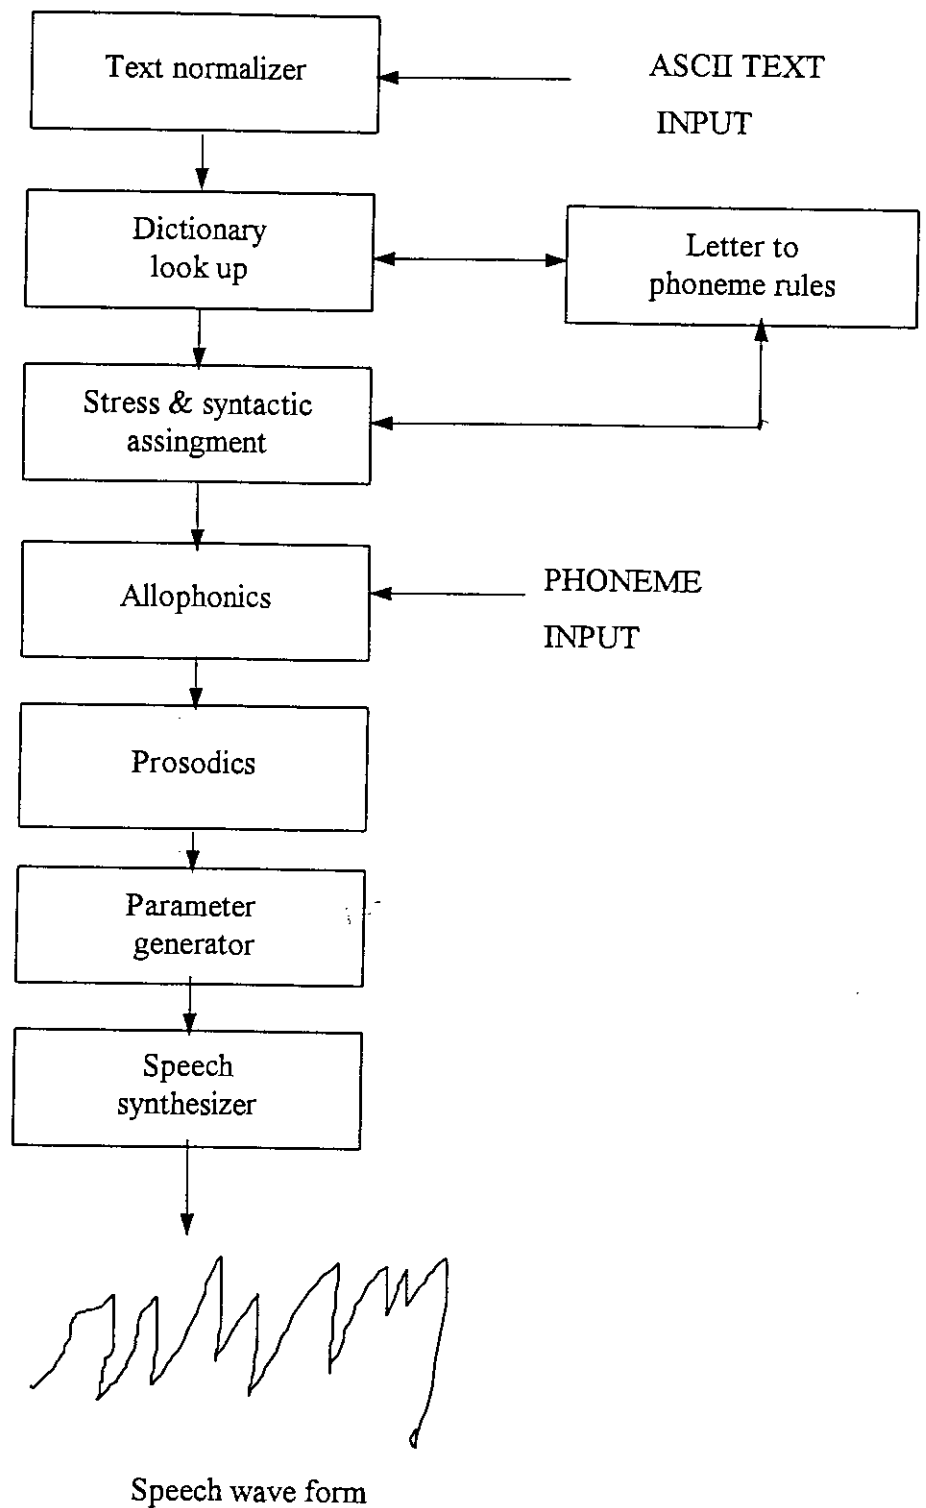 Text normalizer
ASCII TEXT
INPUT
Dictionary
look up
Letter to
phoneme rules
Stress & syntactic
assingment
Allophonics
PHONEME
INPUT
Prosodics
Parameter
generator
Speech
synthesizer
Speech wave form